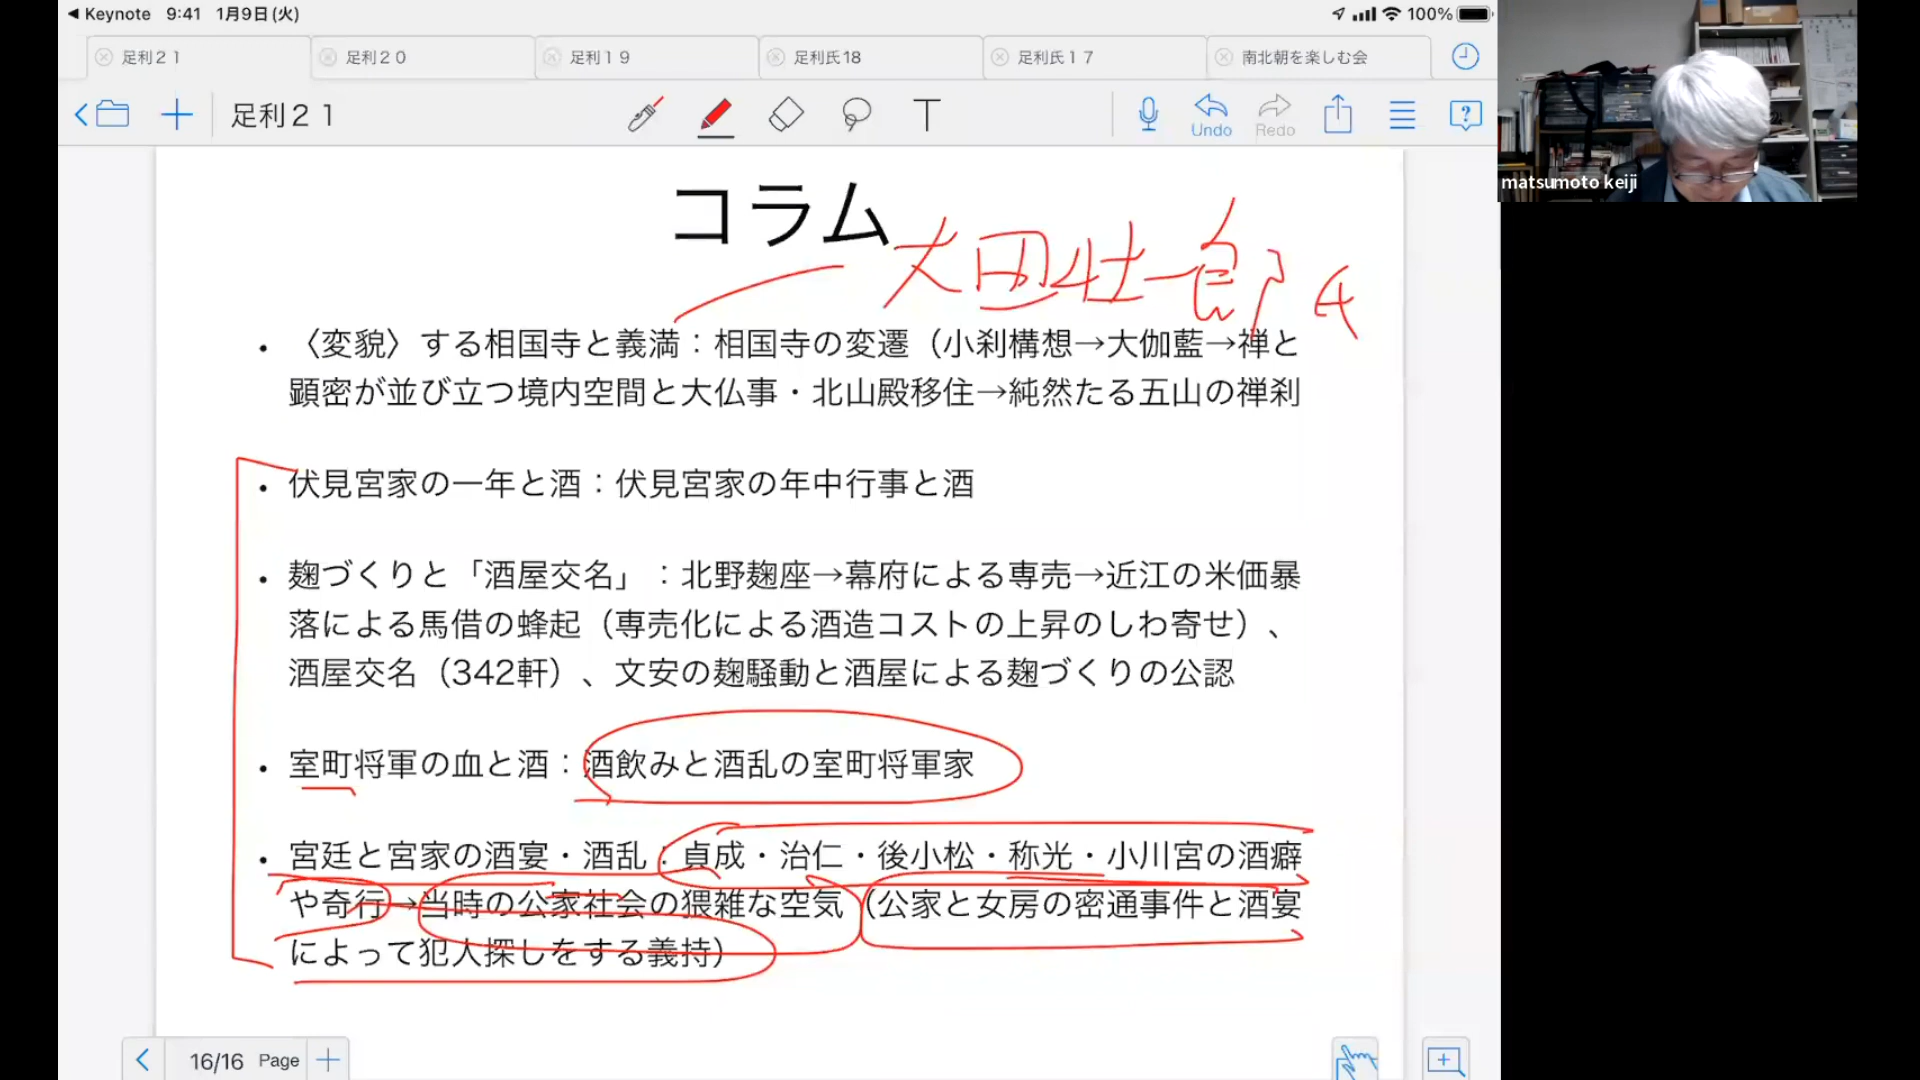 ◀ Keynote 9:41 1月9日(火) 100%
足利21 足利20 足利19 足利氏18 足利氏17 南北朝を楽しむ会
足利21 T Undo Redo
matsumoto keiji
コラム
大田壮一郎氏
• 〈変貌〉する相国寺と義満：相国寺の変遷（小刹構想→大伽藍→禅と
顕密が並び立つ境内空間と大仏事・北山殿移住→純然たる五山の禅刹
• 伏見宮家の一年と酒：伏見宮家の年中行事と酒
• 麹づくりと「酒屋交名」：北野麹座→幕府による専売→近江の米価暴
落による馬借の蜂起（専売化による酒造コストの上昇のしわ寄せ）、
酒屋交名（342軒）、文安の麹騒動と酒屋による麹づくりの公認
• 室町将軍の血と酒：酒飲みと酒乱の室町将軍家
• 宮廷と宮家の酒宴・酒乱：貞成・治仁・後小松・称光・小川宮の酒癖
や奇行→当時の公家社会の猥雑な空気（公家と女房の密通事件と酒宴
によって犯人探しをする義持）
16/16 Page